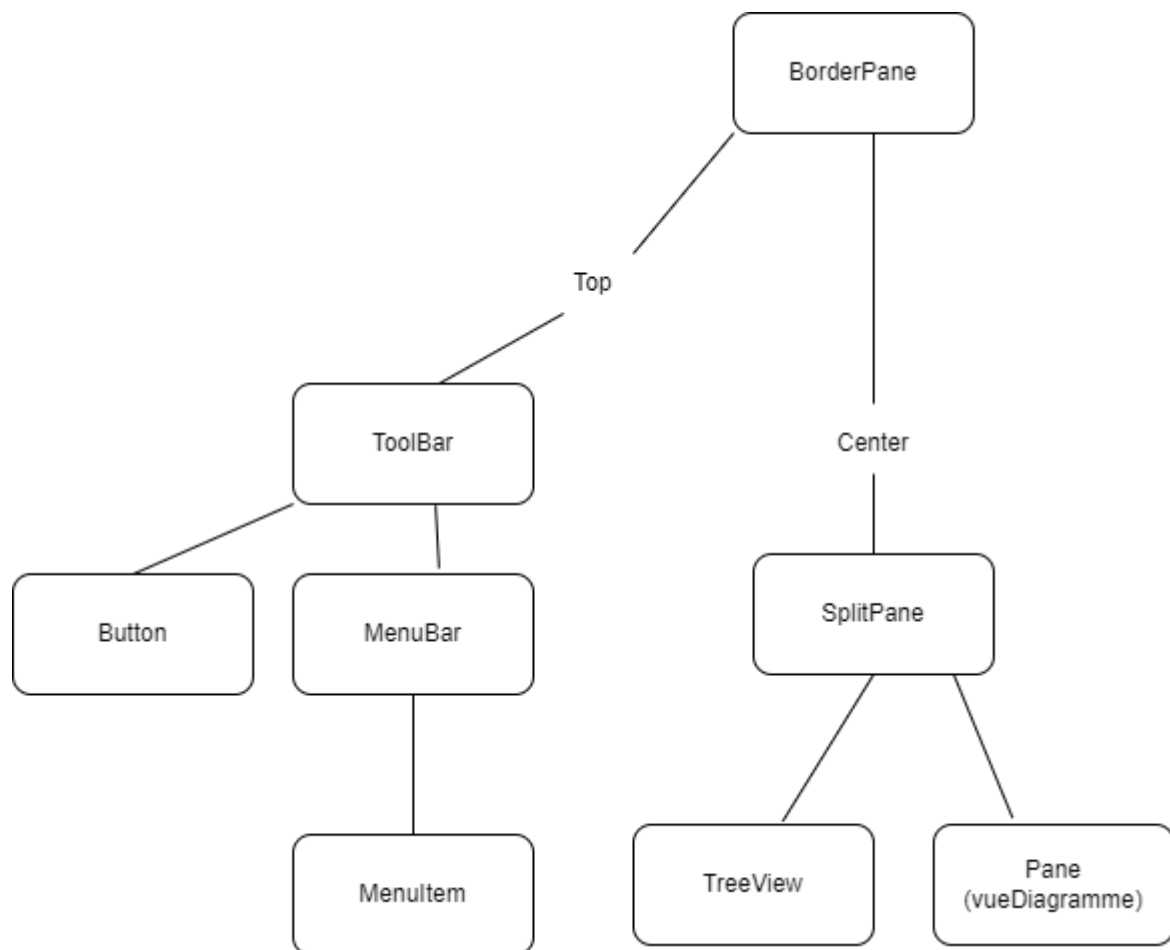 BorderPane
Top
ToolBar
Center
Button
MenuBar
SplitPane
MenuItem
TreeView
Pane
(vueDiagramme)